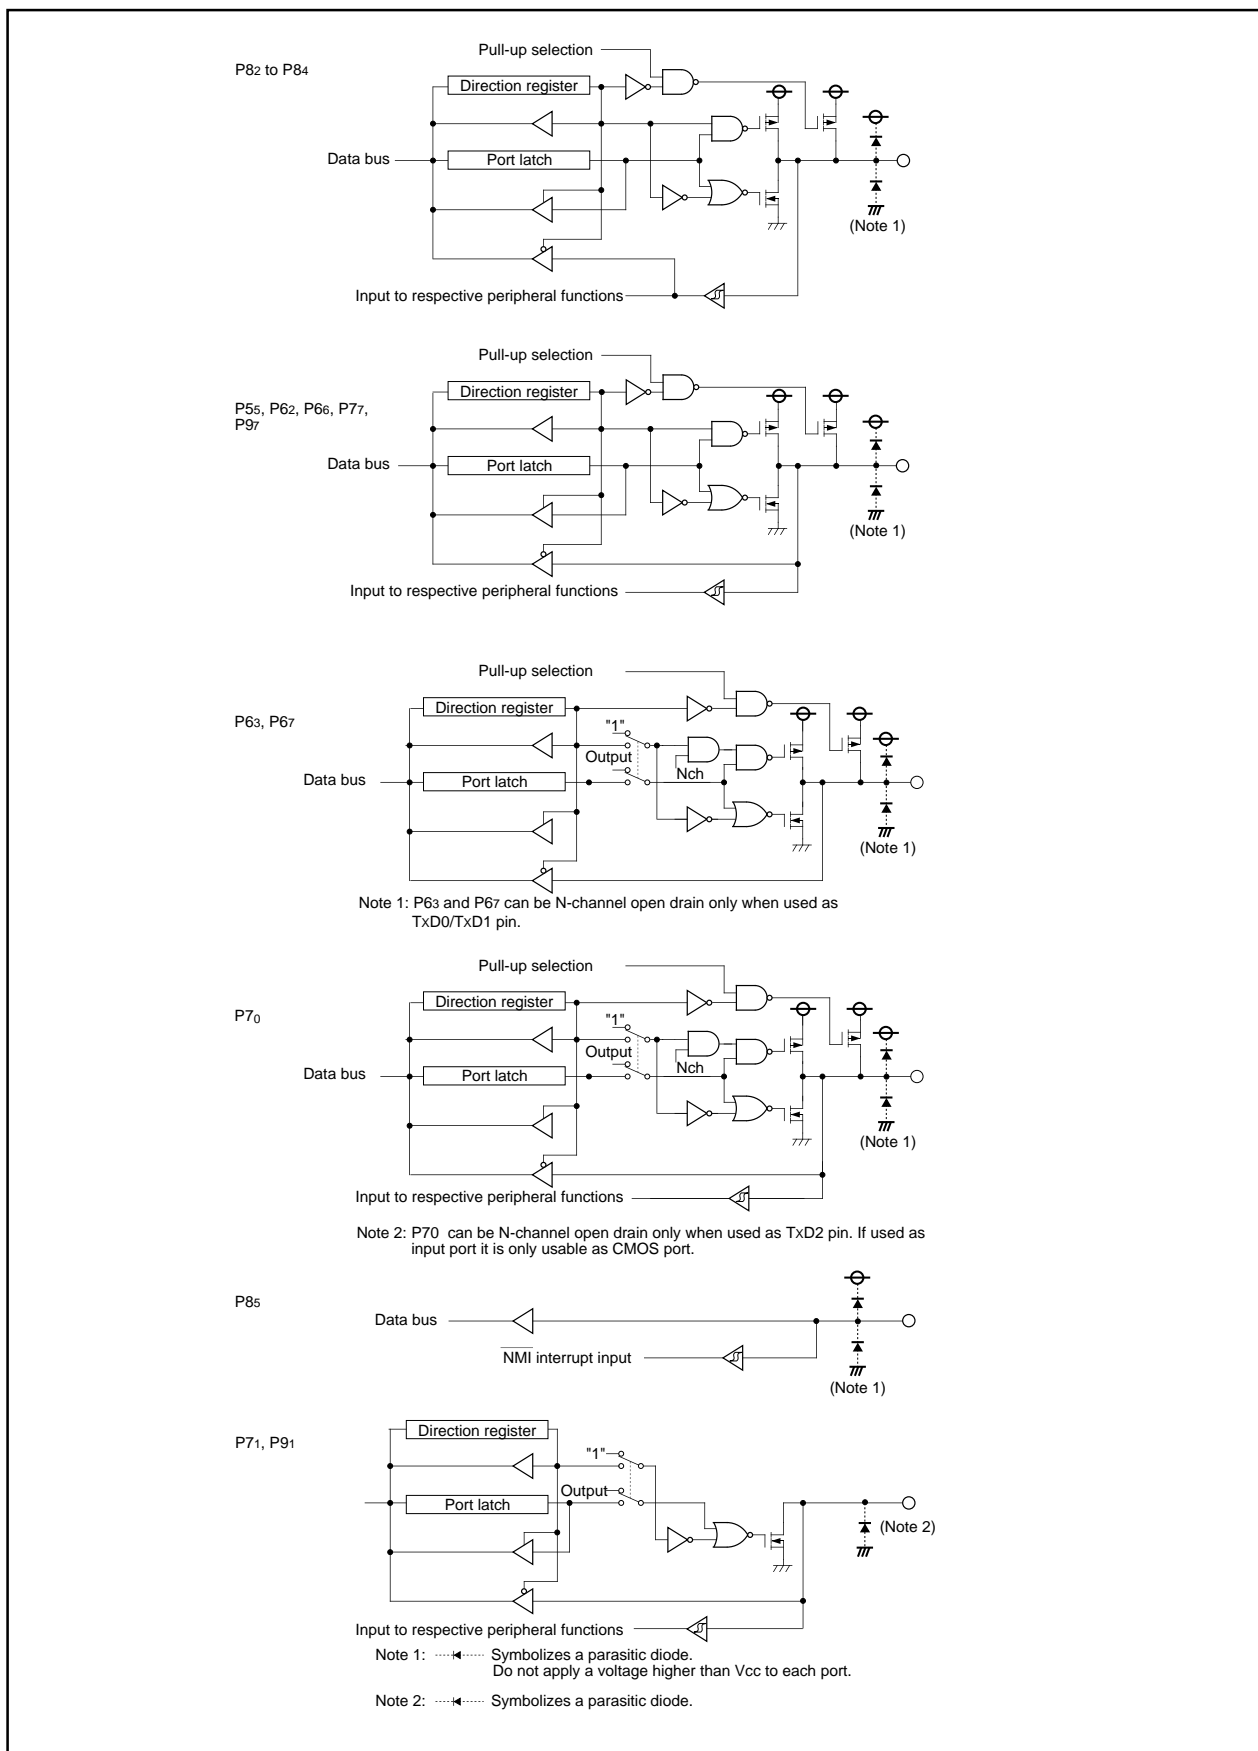 Pull-up selection
P82 to P84
Direction register
Data bus
Port latch
(Note 1)
Input to respective peripheral functions
Pull-up selection
Direction register
P55, P62, P66, P77,
P97
Data bus
Port latch
(Note 1)
Input to respective peripheral functions
Pull-up selection
Direction register
P63, P67
"1"
Output
Data bus
Port latch
Nch
(Note 1)
Note 1: P63 and P67 can be N-channel open drain only when used as
TxD0/TxD1 pin.
Pull-up selection
Direction register
P70
"1"
Output
Data bus
Port latch
Nch
(Note 1)
Input to respective peripheral functions
Note 2: P70 can be N-channel open drain only when used as TxD2 pin. If used as
input port it is only usable as CMOS port.
P85
Data bus
NMI interrupt input
(Note 1)
Direction register
P71, P91
"1"
Output
Port latch
(Note 2)
Input to respective peripheral functions
Note 1: Symbolizes a parasitic diode.
Do not apply a voltage higher than Vcc to each port.
Note 2: Symbolizes a parasitic diode.